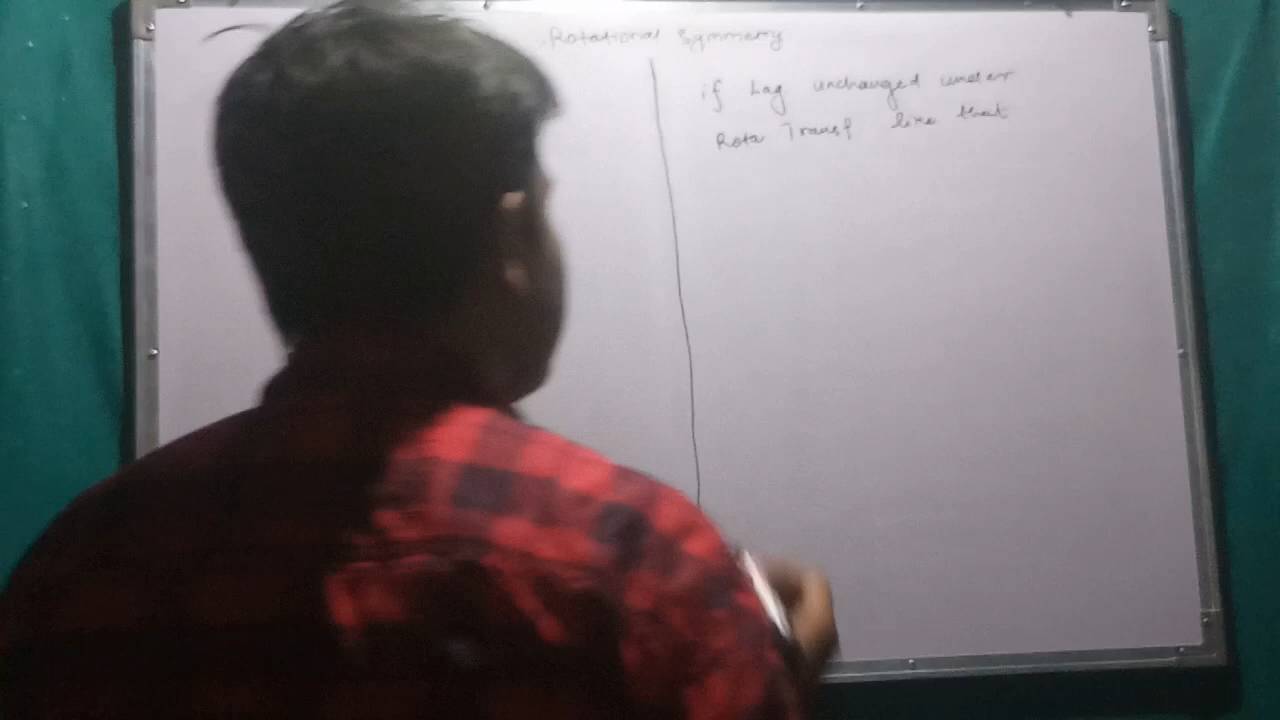 Rotational Symmetry
if Lag unchanged under
Rota Transf like that